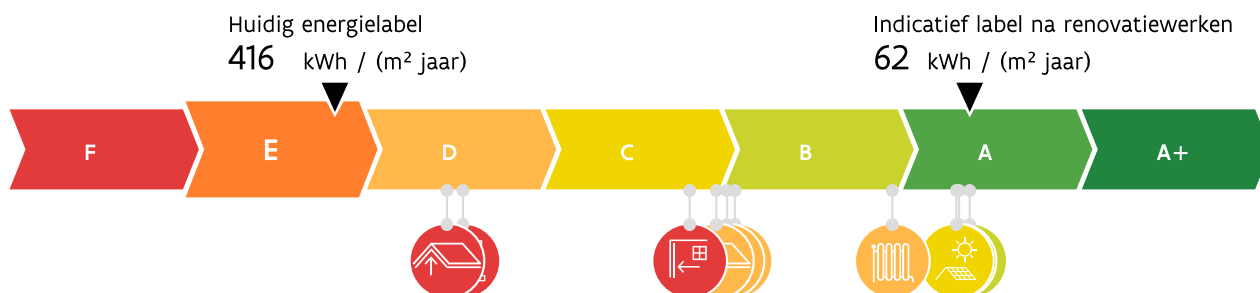 Huidig energielabel
416 kWh / (m² jaar)
Indicatief label na renovatiewerken
62 kWh / (m² jaar)
F E D C B A A+